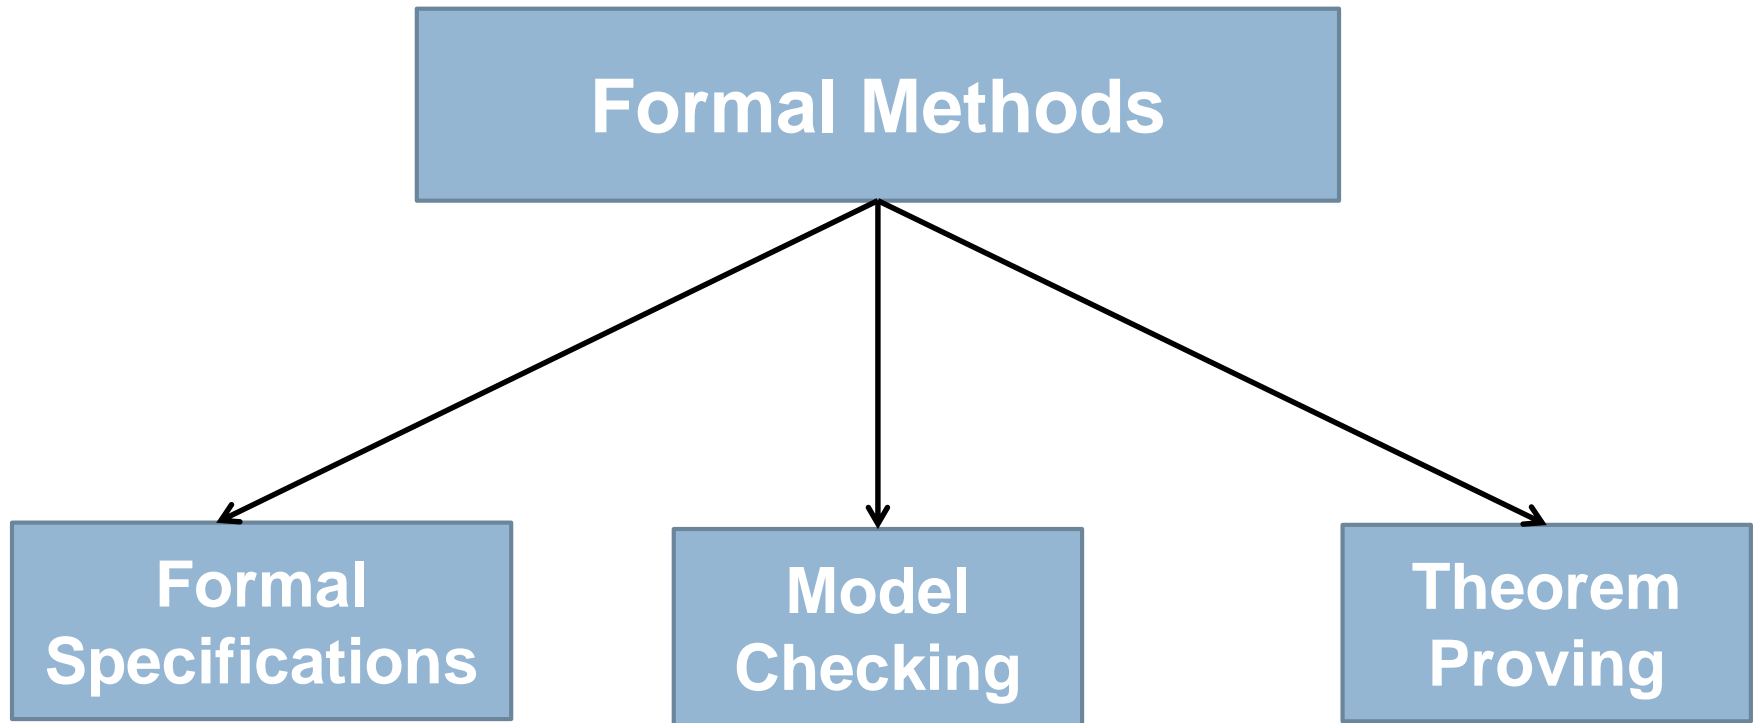 Formal Methods
Formal
Specifications
Model
Checking
Theorem
Proving